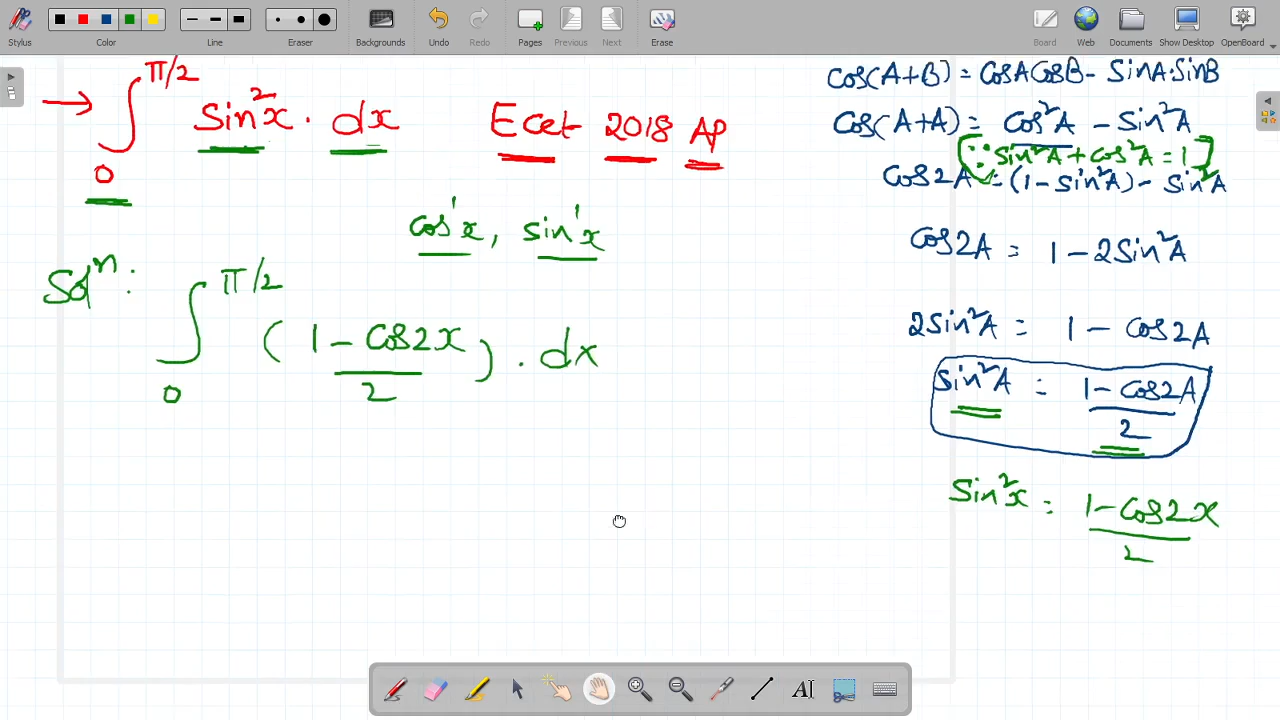 Stylus Color Line Eraser Backgrounds Undo Redo Pages Previous Next Erase Board Web Documents Show Desktop OpenBoard
→ ∫₀^π/2 Sin²x · dx Ecet 2018 AP
cos'x, sin'x
Solⁿ:
∫₀^π/2 (1 - Cos2x / 2) · dx
Cos(A+B) = CosA CosB - SinA·SinB
Cos(A+A) = Cos²A - Sin²A
[∵ Sin²A + Cos²A = 1]
Cos2A = (1 - Sin²A) - Sin²A
Cos2A = 1 - 2Sin²A
2Sin²A = 1 - Cos2A
Sin²A = 1 - Cos2A / 2
Sin²x = 1 - Cos2x / 2